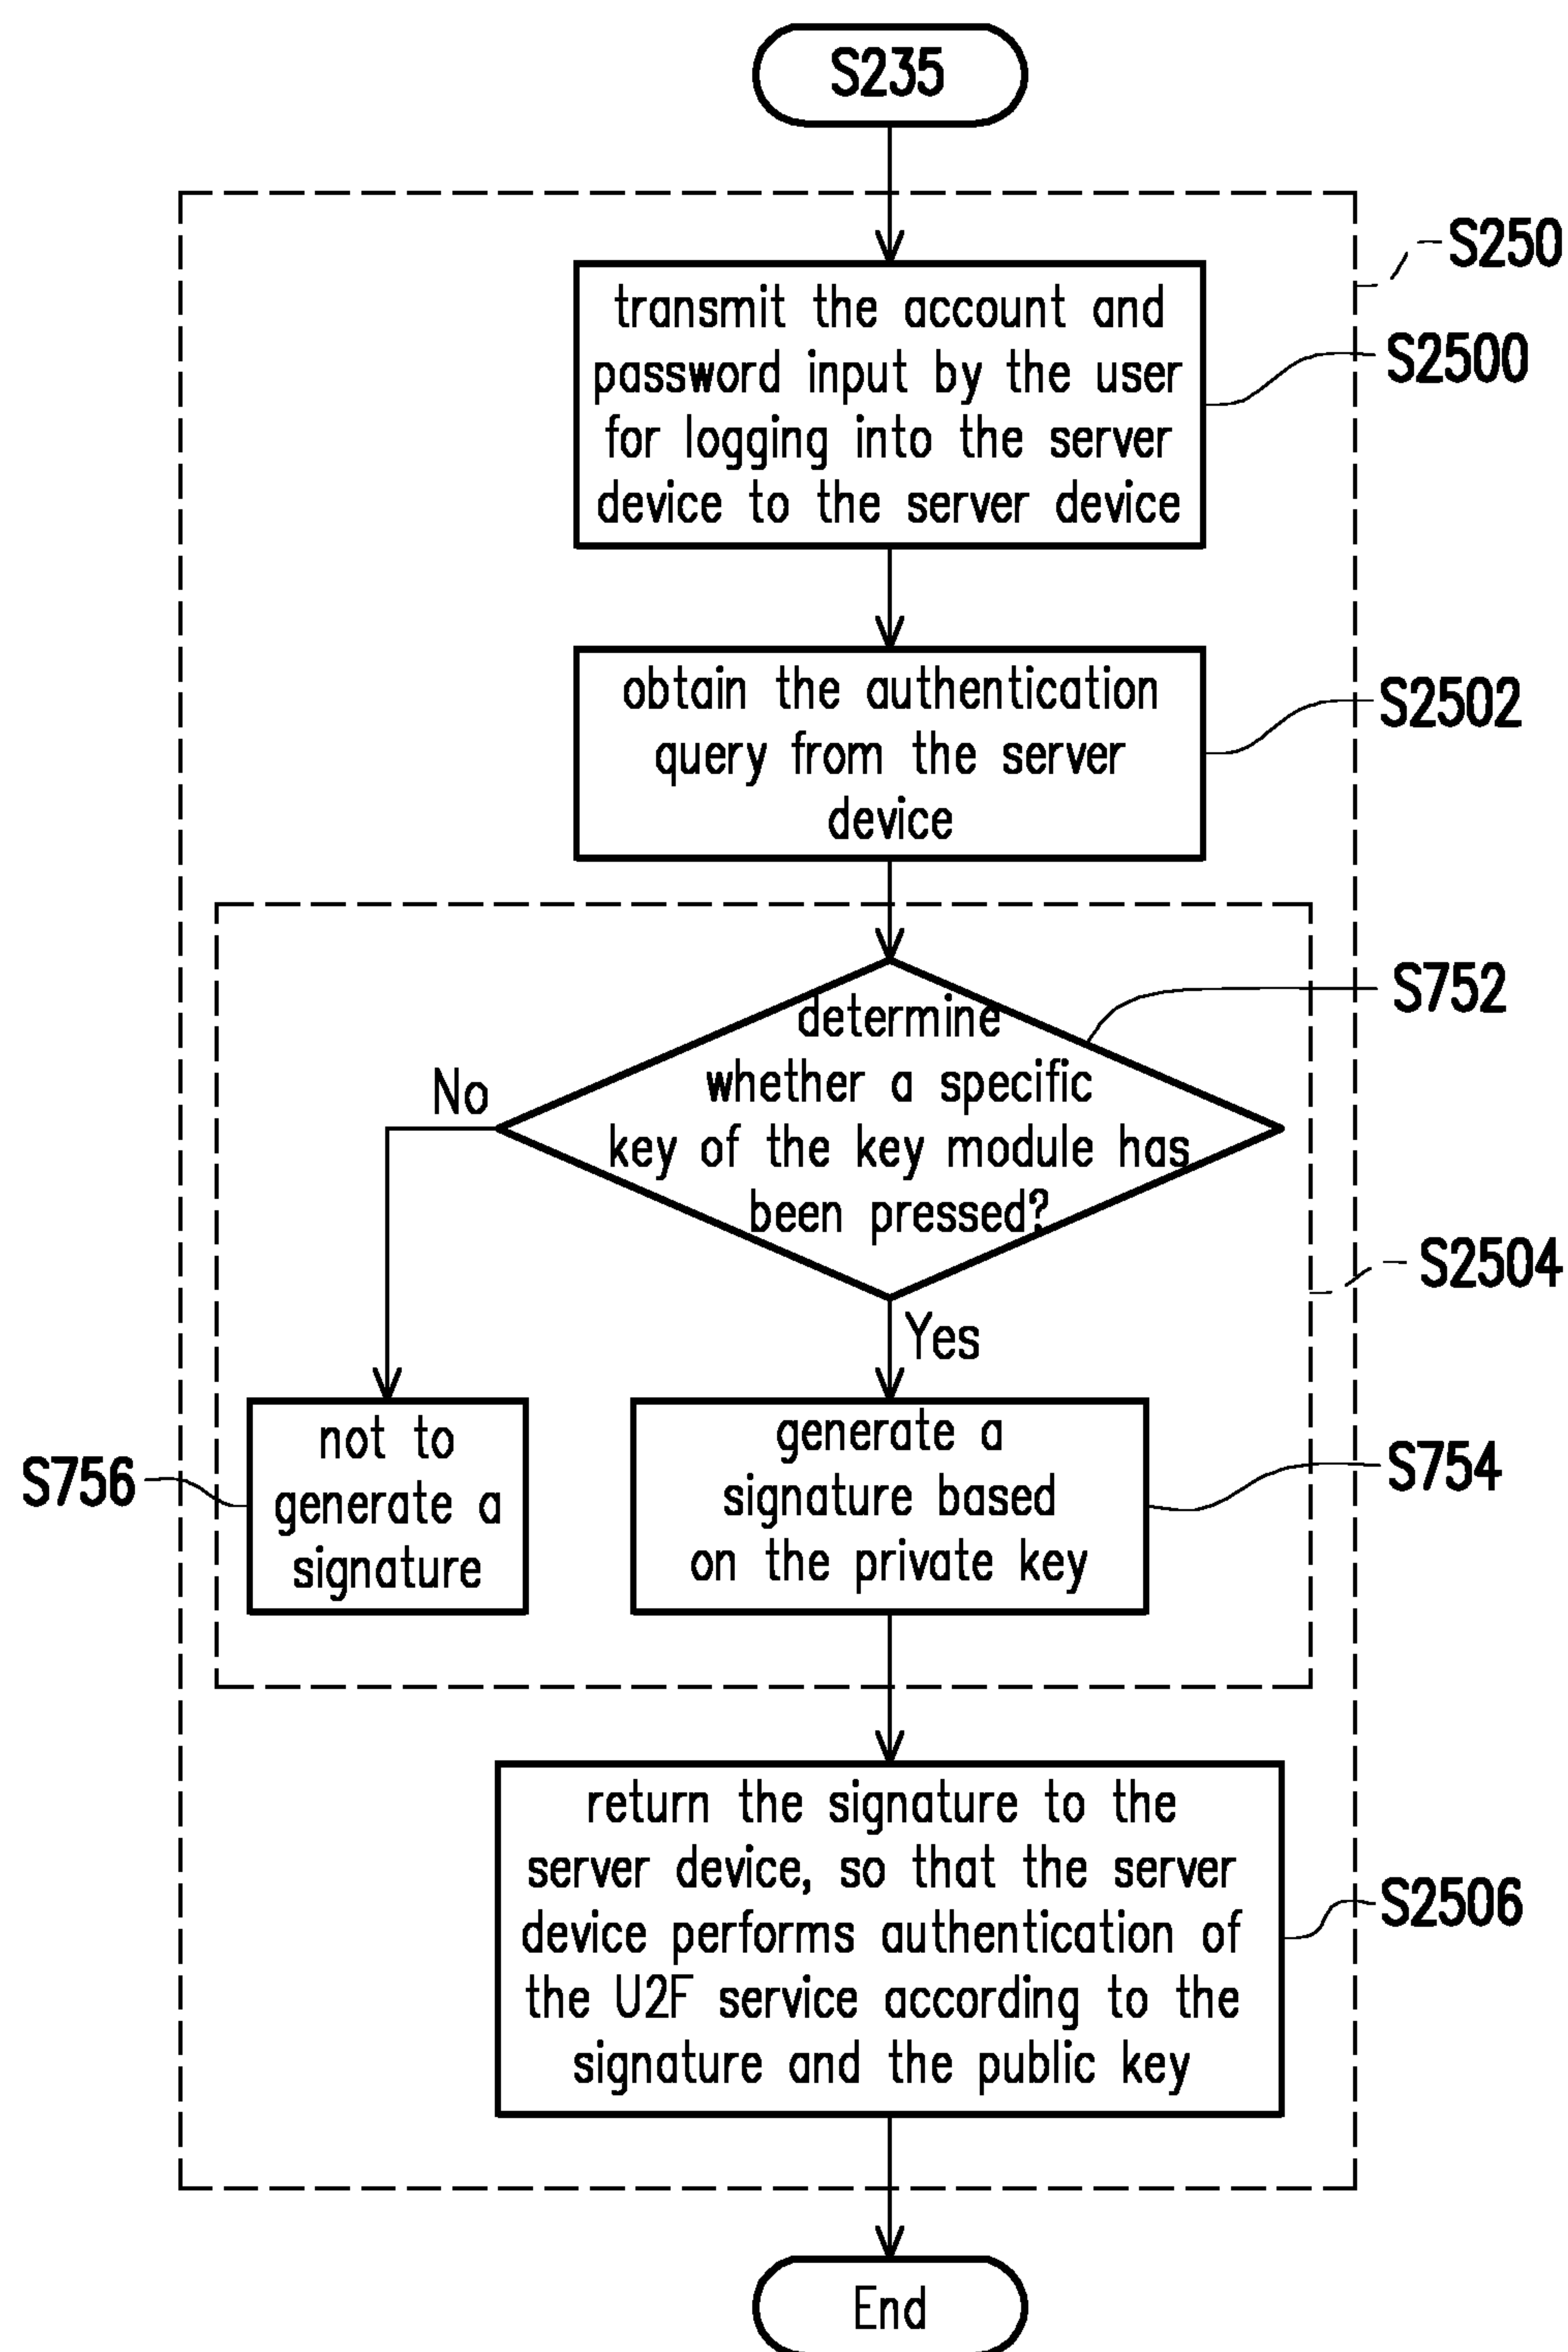 S235
S250
transmit the account and
password input by the user
for logging into the server
device to the server device
S2500
obtain the authentication
query from the server
device
S2502
determine
whether a specific
key of the key module has
been pressed?
S752
No
Yes
S2504
not to
generate a
signature
S756
generate a
signature based
on the private key
S754
return the signature to the
server device, so that the server
device performs authentication of
the U2F service according to the
signature and the public key
S2506
End